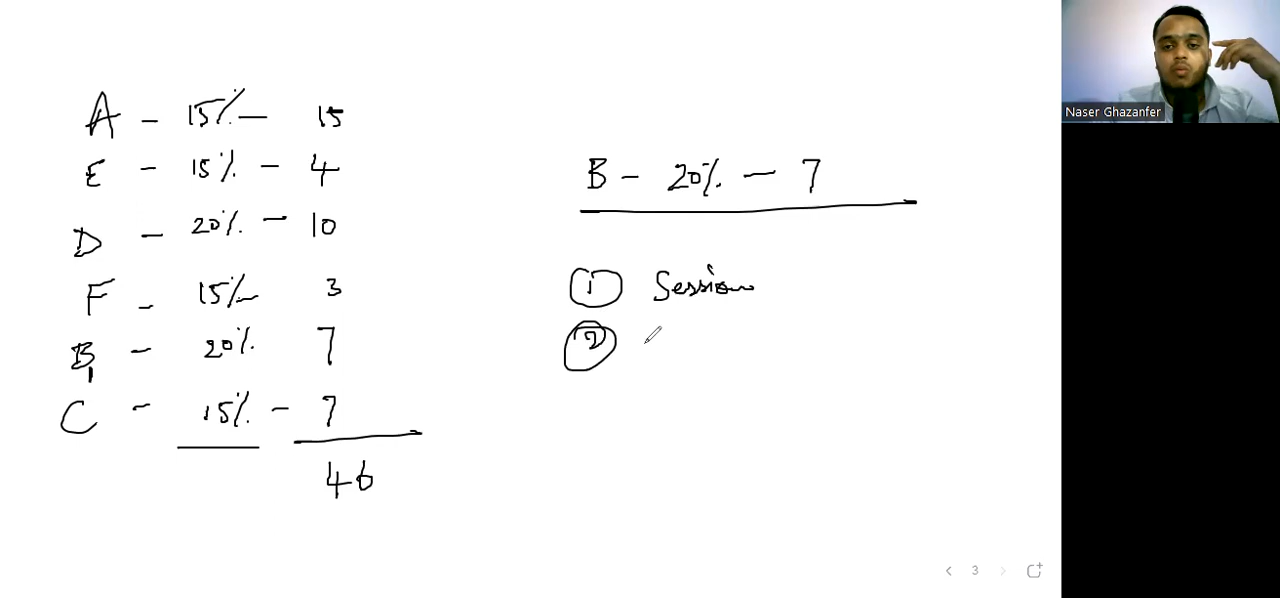 A - 15% - 15
E - 15% - 4
D - 20% - 10
F - 15% 3
B - 20% 7
C - 15% - 7
46
B - 20% - 7
1 Session
2
Naser Ghazanfer
3